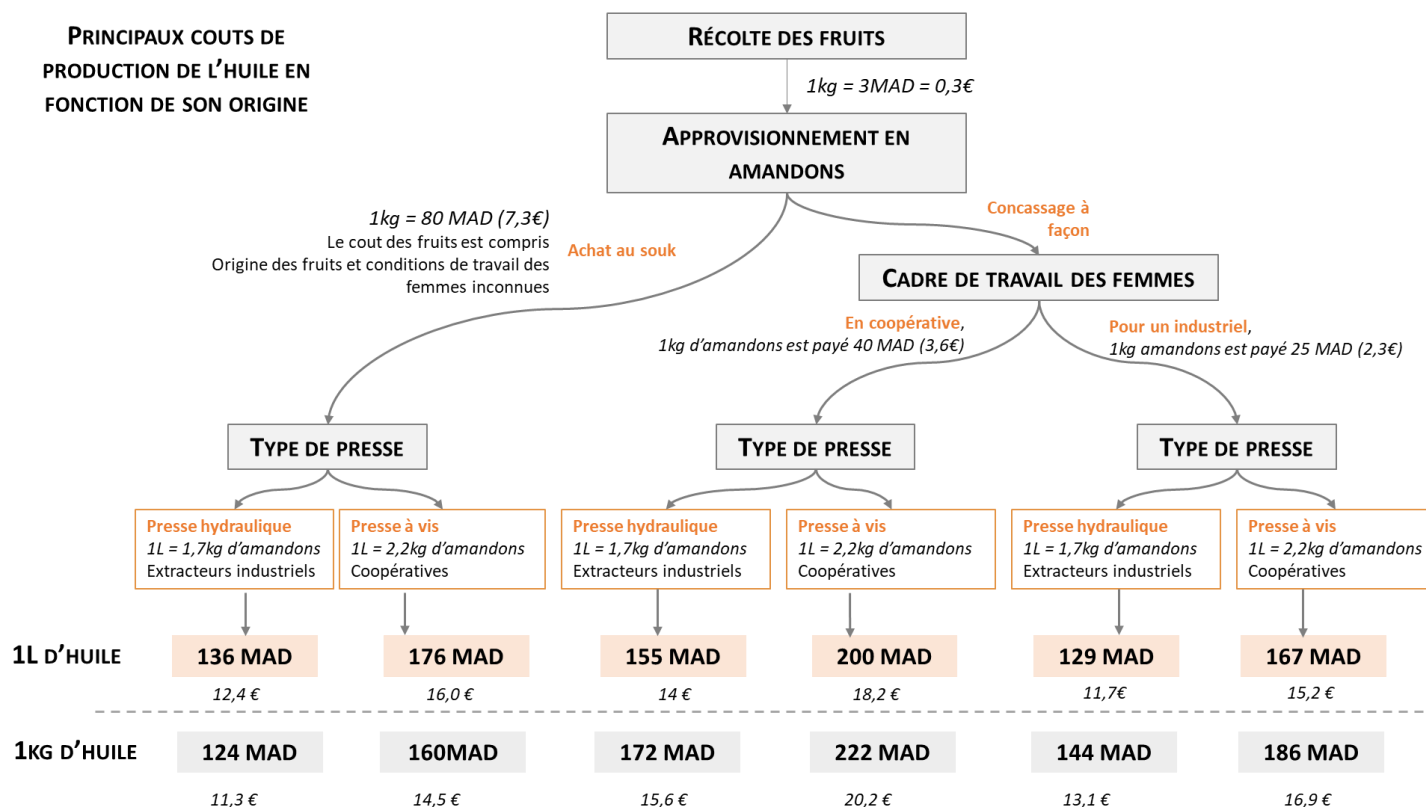 PRINCIPAUX COUTS DE
PRODUCTION DE L'HUILE EN
FONCTION DE SON ORIGINE
RÉCOLTE DES FRUITS
1kg = 3MAD = 0,3€
APPROVISIONNEMENT EN
AMANDONS
1kg = 80 MAD (7,3€)
Le cout des fruits est compris
Origine des fruits et conditions de travail des
femmes inconnues
Achat au souk
Concassage à
façon
CADRE DE TRAVAIL DES FEMMES
En coopérative,
1kg d'amandons est payé 40 MAD (3,6€)
Pour un industriel,
1kg amandons est payé 25 MAD (2,3€)
TYPE DE PRESSE
TYPE DE PRESSE
TYPE DE PRESSE
Presse hydraulique
1L = 1,7kg d'amandons
Extracteurs industriels
Presse à vis
1L = 2,2kg d'amandons
Coopératives
Presse hydraulique
1L = 1,7kg d'amandons
Extracteurs industriels
Presse à vis
1L = 2,2kg d'amandons
Coopératives
Presse hydraulique
1L = 1,7kg d'amandons
Extracteurs industriels
Presse à vis
1L = 2,2kg d'amandons
Coopératives
1L D'HUILE
136 MAD
176 MAD
155 MAD
200 MAD
129 MAD
167 MAD
12,4 €
16,0 €
14 €
18,2 €
11,7€
15,2 €
1KG D'HUILE
124 MAD
160MAD
172 MAD
222 MAD
144 MAD
186 MAD
11,3 €
14,5 €
15,6 €
20,2 €
13,1 €
16,9 €